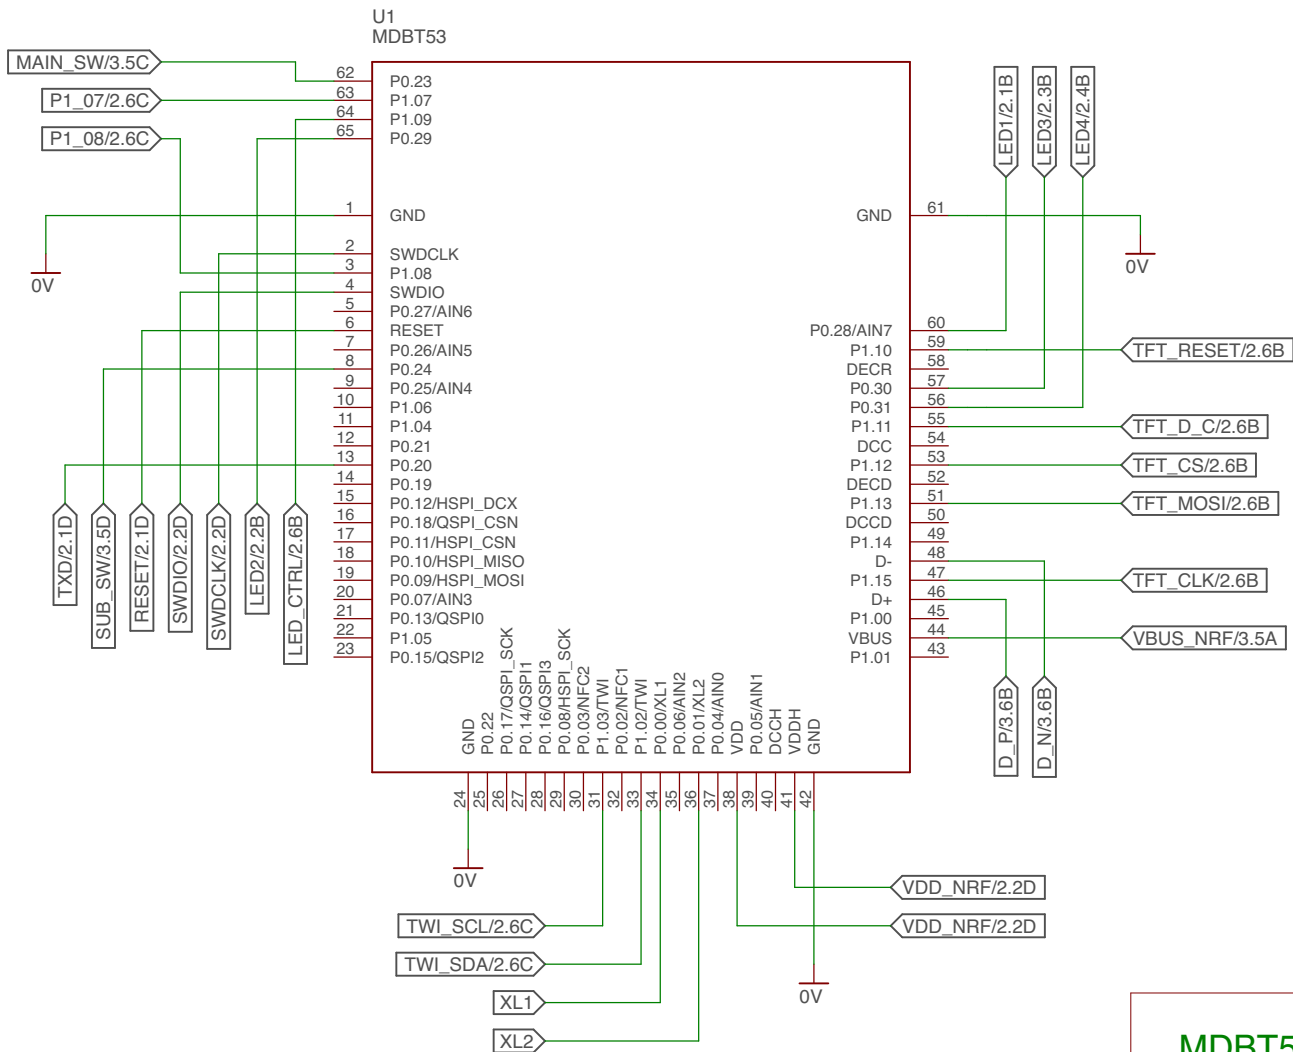 U1
MDBT53
MAIN_SW/3.5C
P1_07/2.6C
P1_08/2.6C
62 P0.23
63 P1.07
64 P1.09
65 P0.29
1 GND
0V
2 SWDCLK
3 P1.08
4 SWDIO
5 P0.27/AIN6
6 RESET
7 P0.26/AIN5
8 P0.24
9 P0.25/AIN4
10 P1.06
11 P1.04
12 P0.21
13 P0.20
14 P0.19
15 P0.12/HSPI_DCX
16 P0.18/QSPI_CSN
17 P0.11/HSPI_CSN
18 P0.10/HSPI_MISO
19 P0.09/HSPI_MOSI
20 P0.07/AIN3
21 P0.13/QSPI0
22 P1.05
23 P0.15/QSPI2
TXD/2.1D
SUB_SW/3.5D
RESET/2.1D
SWDIO/2.2D
SWDCLK/2.2D
LED2/2.2B
LED_CTRL/2.6B
LED1/2.1B
LED3/2.3B
LED4/2.4B
GND 61
0V
P0.28/AIN7 60
P1.10 59
DECR 58
P0.30 57
P0.31 56
P1.11 55
DCC 54
P1.12 53
DECD 52
P1.13 51
DCCD 50
P1.14 49
D- 48
P1.15 47
D+ 46
P1.00 45
VBUS 44
P1.01 43
TFT_RESET/2.6B
TFT_D_C/2.6B
TFT_CS/2.6B
TFT_MOSI/2.6B
TFT_CLK/2.6B
VBUS_NRF/3.5A
D_P/3.6B
D_N/3.6B
GND 24
P0.22 25
P0.17/QSPI_SCK 26
P0.14/QSPI1 27
P0.16/QSPI3 28
P0.08/HSPI_SCK 29
P0.03/NFC2 30
P1.03/TWI 31
P0.02/NFC1 32
P1.02/TWI 33
P0.00/XL1 34
P0.06/AIN2 35
P0.01/XL2 36
P0.04/AIN0 37
VDD 38
P0.05/AIN1 39
DCCH 40
VDDH 41
GND 42
0V
VDD_NRF/2.2D
TWI_SCL/2.6C
VDD_NRF/2.2D
TWI_SDA/2.6C
0V
XL1
XL2
MDBT5